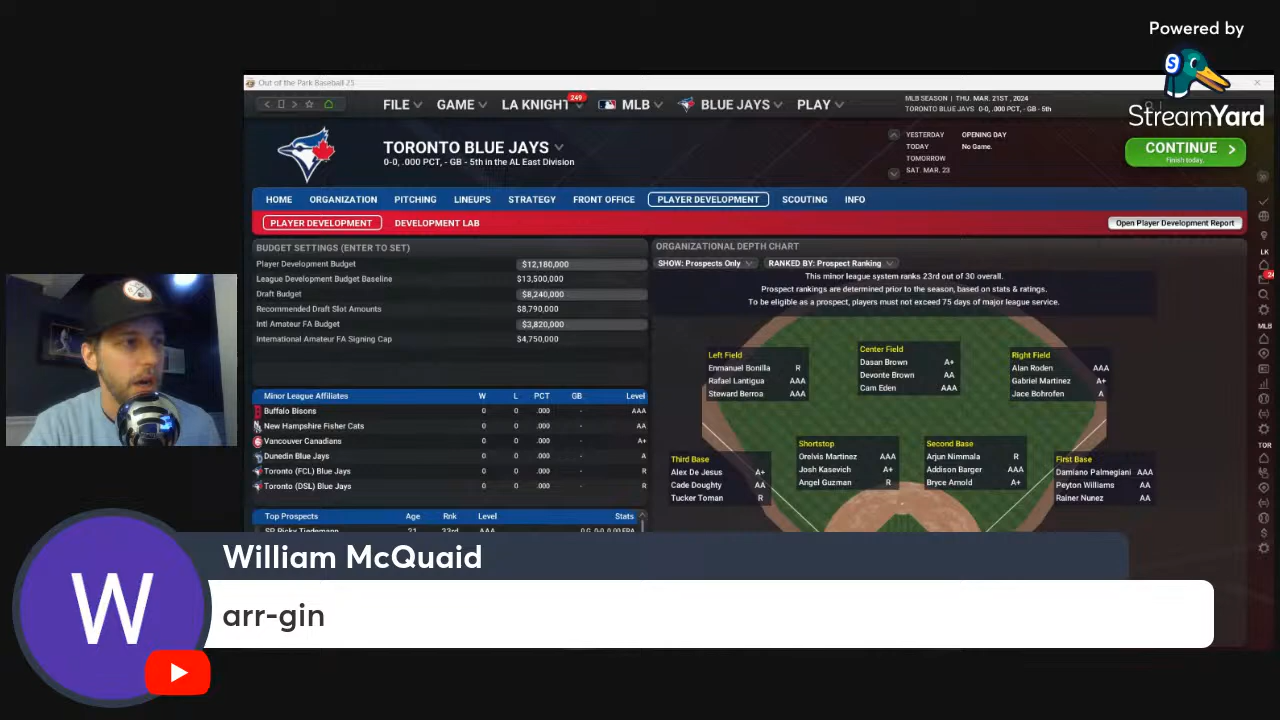 Powered by
StreamYard
Out of the Park Baseball 25
FILE GAME LA KNIGHT 249 MLB BLUE JAYS PLAY
MLB SEASON | THU. MAR. 21ST, 2024
TORONTO BLUE JAYS 0-0, .000 PCT, - GB - 5th
TORONTO BLUE JAYS
0-0, .000 PCT, - GB - 5th in the AL East Division
YESTERDAY OPENING DAY
TODAY No Game.
TOMORROW
SAT. MAR. 23
CONTINUE
Finish today.
HOME ORGANIZATION PITCHING LINEUPS STRATEGY FRONT OFFICE PLAYER DEVELOPMENT SCOUTING INFO
PLAYER DEVELOPMENT DEVELOPMENT LAB Open Player Development Report
BUDGET SETTINGS (ENTER TO SET)
Player Development Budget $12,180,000
League Development Budget Baseline $13,500,000
Draft Budget $8,240,000
Recommended Draft Slot Amounts $8,790,000
Intl Amateur FA Budget $3,820,000
International Amateur FA Signing Cap $4,750,000
Minor League Affiliates W L PCT GB Level
Buffalo Bisons 0 0 .000 - AAA
New Hampshire Fisher Cats 0 0 .000 - AA
Vancouver Canadians 0 0 .000 - A+
Dunedin Blue Jays 0 0 .000 - A
Toronto (FCL) Blue Jays 0 0 .000 - R
Toronto (DSL) Blue Jays 0 0 .000 - R
Top Prospects Age Rnk Level Stats
SP Ricky Tiedemann 21 23rd AAA
ORGANIZATIONAL DEPTH CHART
SHOW: Prospects Only RANKED BY: Prospect Ranking
This minor league system ranks 23rd out of 30 overall.
Prospect rankings are determined prior to the season, based on stats & ratings.
To be eligible as a prospect, players must not exceed 75 days of major league service.
Left Field
Enmanuel Bonilla R
Rafael Lantigua AAA
Steward Berroa AAA
Center Field
Dasan Brown A+
Devonte Brown AA
Cam Eden AAA
Right Field
Alan Roden AAA
Gabriel Martinez A+
Jace Bohrofen A
Third Base
Alex De Jesus A+
Cade Doughty AA
Tucker Toman R
Shortstop
Orelvis Martinez AAA
Josh Kasevich A+
Angel Guzman R
Second Base
Arjun Nimmala R
Addison Barger AAA
Bryce Arnold A+
First Base
Damiano Palmegiani AAA
Peyton Williams AA
Rainer Nunez AA
LK
MLB
TOR
W
William McQuaid
arr-gin